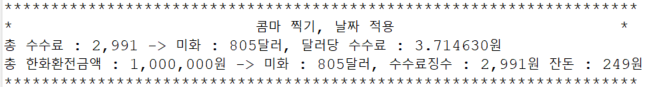 **********************************************************************
* 콤마 찍기, 날짜 적용 *
총 수수료 : 2,991 -> 미화 : 805달러, 달러당 수수료 : 3.714630원
총 한화환전금액 : 1,000,000원 -> 미화 : 805달러, 수수료징수 : 2,991원 잔돈 : 249원
**********************************************************************